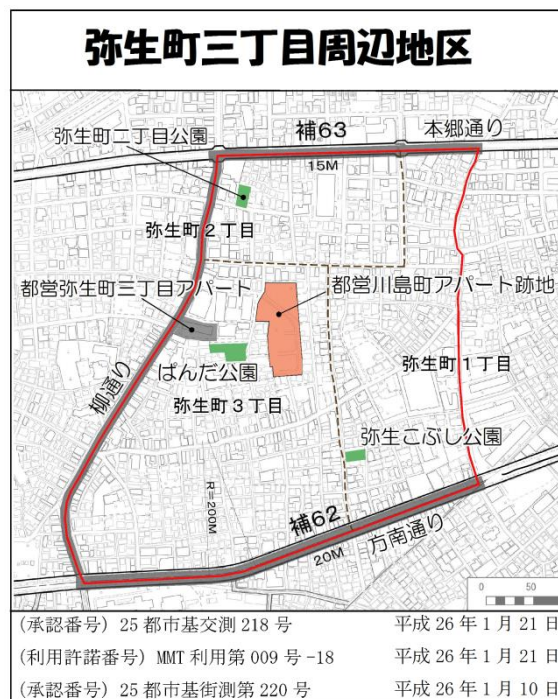 弥生町三丁目周辺地区
補63
本郷通り
弥生町二丁目公園
15M
弥生町2丁目
都営弥生町三丁目アパート
都営川島町アパート跡地
ぱんだ公園
弥生町1丁目
柳通り
弥生町3丁目
弥生こぶし公園
R=200M
補62
20M
方南通り
0 50
(承認番号) 25 都市基交測 218 号 平成 26 年 1 月 21 日
(利用許諾番号) MMT 利用第 009 号 -18 平成 26 年 1 月 21 日
(承認番号) 25 都市基街測第 220 号 平成 26 年 1 月 10 日